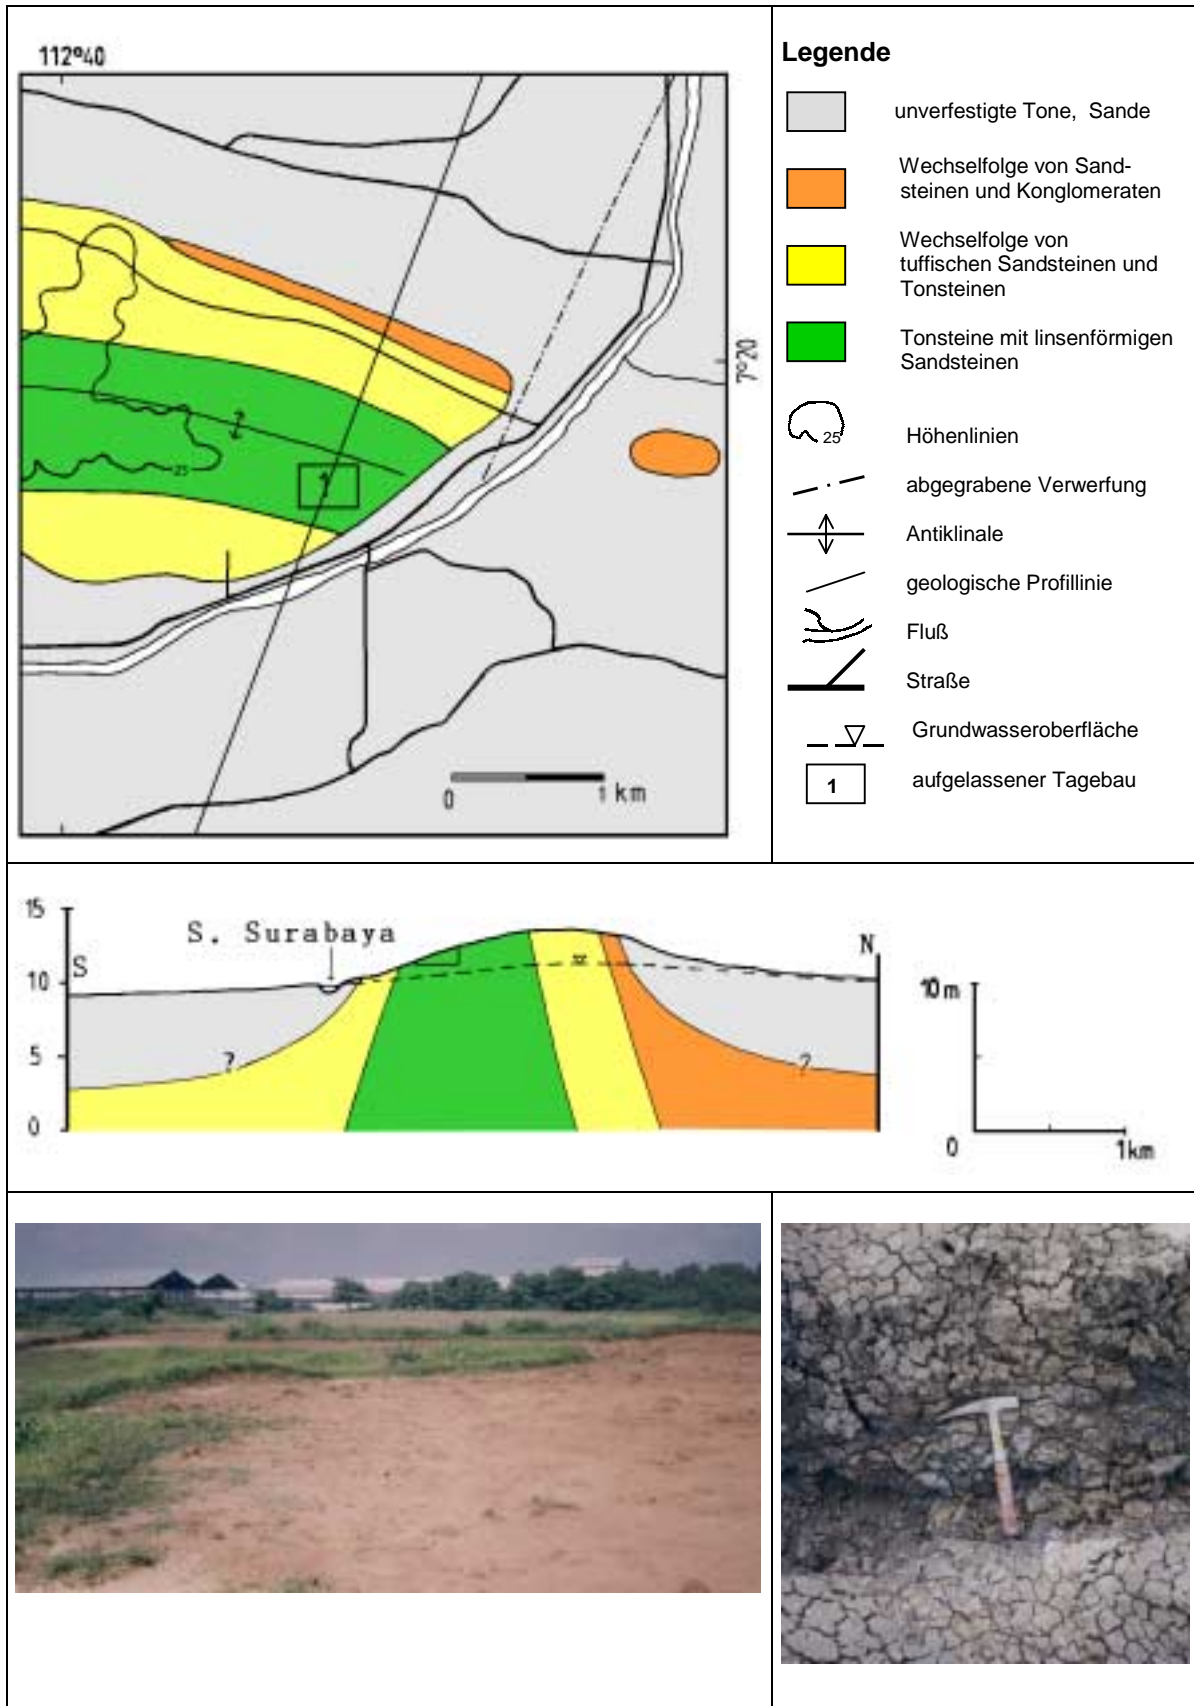 112°40
7°20
25
1
0
1 km
Legende
unverfestigte Tone, Sande
Wechselfolge von Sand-
steinen und Konglomeraten
Wechselfolge von
tuffischen Sandsteinen und
Tonsteinen
Tonsteine mit linsenförmigen
Sandsteinen
25
Höhenlinien
abgegrabene Verwerfung
Antiklinale
geologische Profillinie
Fluß
Straße
Grundwasseroberfläche
1
aufgelassener Tagebau
15
10
5
0
S
S. Surabaya
N
?
?
10 m
0
1km